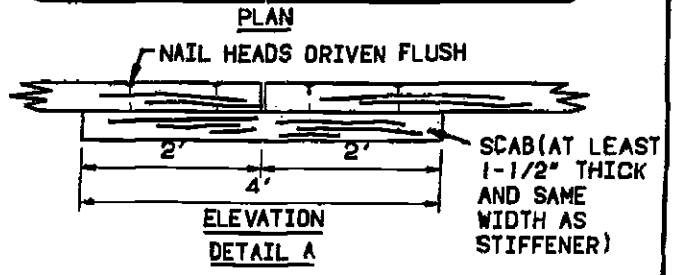 PLAN
NAIL HEADS DRIVEN FLUSH
2' 2'
4'
SCAB(AT LEAST
1-1/2" THICK
AND SAME
WIDTH AS
STIFFENER)
ELEVATION
DETAIL A